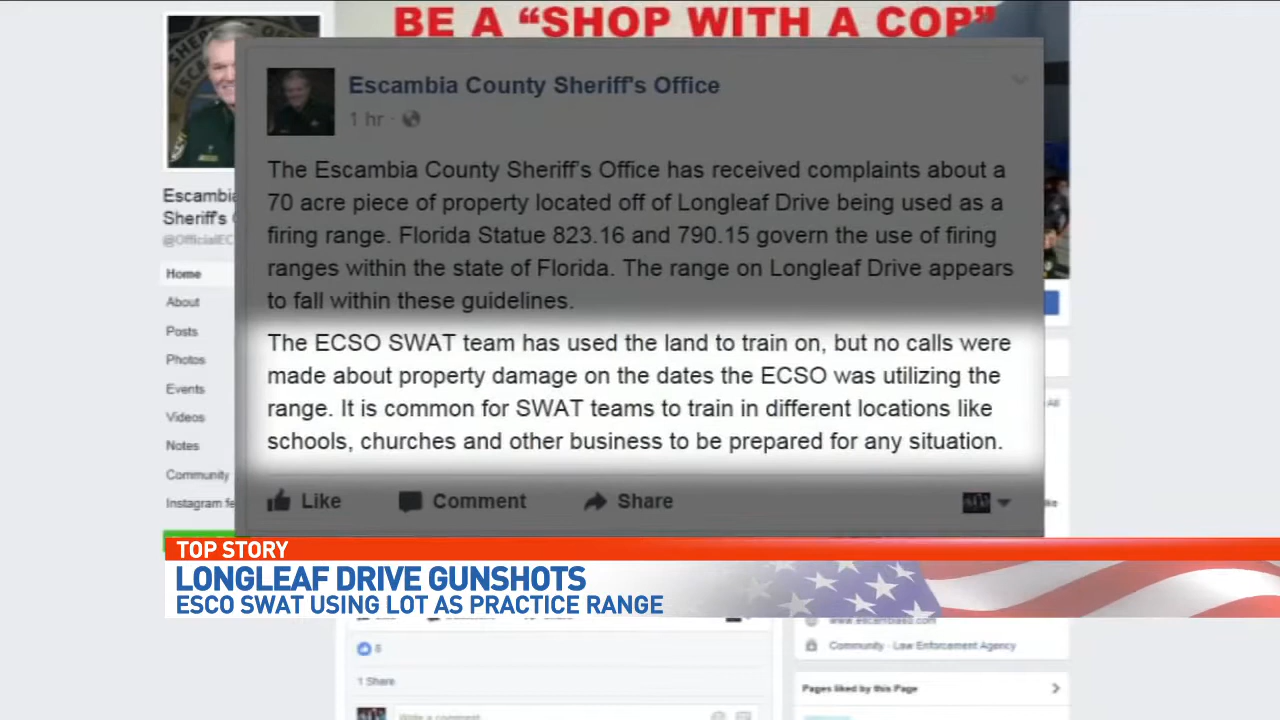 BE A “SHOP WITH A COP”
Escambia County Sheriff's Office
1 hr ·
The Escambia County Sheriff's Office has received complaints about a
70 acre piece of property located off of Longleaf Drive being used as a
firing range. Florida Statue 823.16 and 790.15 govern the use of firing
ranges within the state of Florida. The range on Longleaf Drive appears
to fall within these guidelines.
The ECSO SWAT team has used the land to train on, but no calls were
made about property damage on the dates the ECSO was utilizing the
range. It is common for SWAT teams to train in different locations like
schools, churches and other business to be prepared for any situation.
Like Comment Share
Escambia
Sheriff's O
@OfficialEC
Home
About
Posts
Photos
Events
Videos
Notes
Community
Instagram fe
TOP STORY
LONGLEAF DRIVE GUNSHOTS
ESCO SWAT USING LOT AS PRACTICE RANGE
8
1 Share
Write a comment...
Community · Law Enforcement Agency
Pages liked by this Page